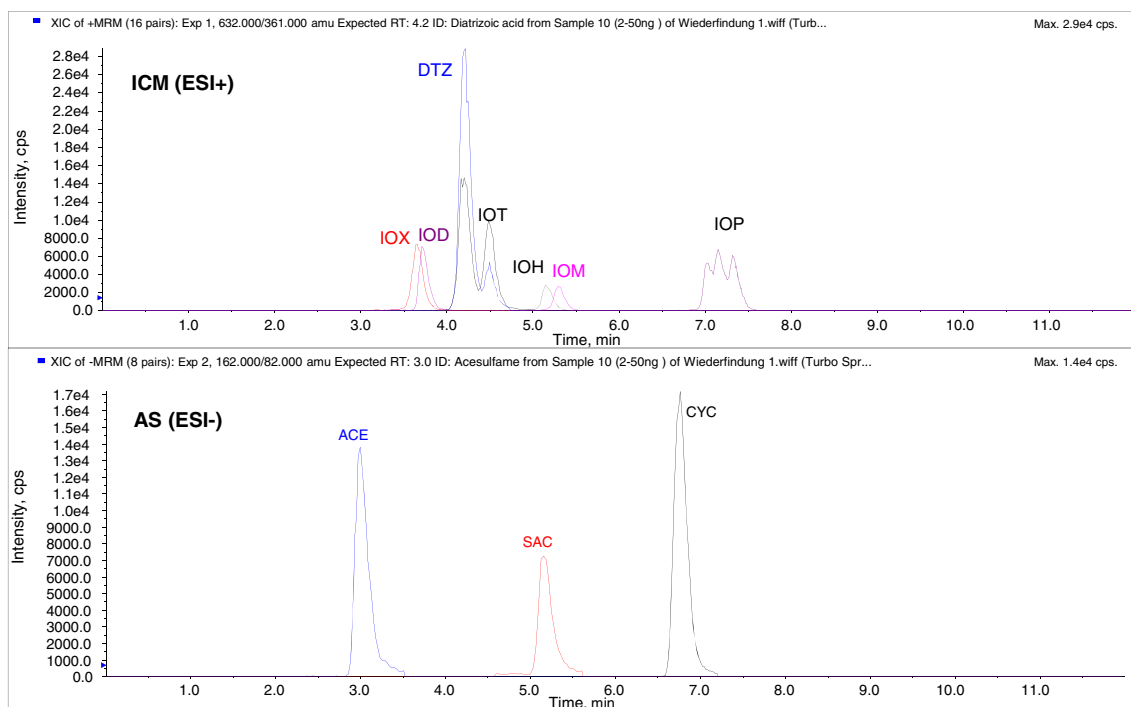 XIC of +MRM (16 pairs): Exp 1, 632.000/361.000 amu Expected RT: 4.2 ID: Diatrizoic acid from Sample 10 (2-50ng ) of Wiederfindung 1.wiff (Turb...
Max. 2.9e4 cps.
ICM (ESI+)
Intensity, cps
2.8e4
2.6e4
2.4e4
2.2e4
2.0e4
1.8e4
1.6e4
1.4e4
1.2e4
1.0e4
8000.0
6000.0
4000.0
2000.0
0.0
DTZ
IOT
IOX
IOD
IOH
IOM
IOP
1.0 2.0 3.0 4.0 5.0 6.0 7.0 8.0 9.0 10.0 11.0
Time, min
XIC of -MRM (8 pairs): Exp 2, 162.000/82.000 amu Expected RT: 3.0 ID: Acesulfame from Sample 10 (2-50ng ) of Wiederfindung 1.wiff (Turbo Spr...
Max. 1.4e4 cps.
AS (ESI-)
Intensity, cps
1.7e4
1.6e4
1.4e4
1.4e4
1.3e4
1.2e4
1.1e4
1.0e4
9000.0
8000.0
7000.0
6000.0
5000.0
4000.0
3000.0
2000.0
1000.0
0.0
ACE
SAC
CYC
1.0 2.0 3.0 4.0 5.0 6.0 7.0 8.0 9.0 10.0 11.0
Time, min